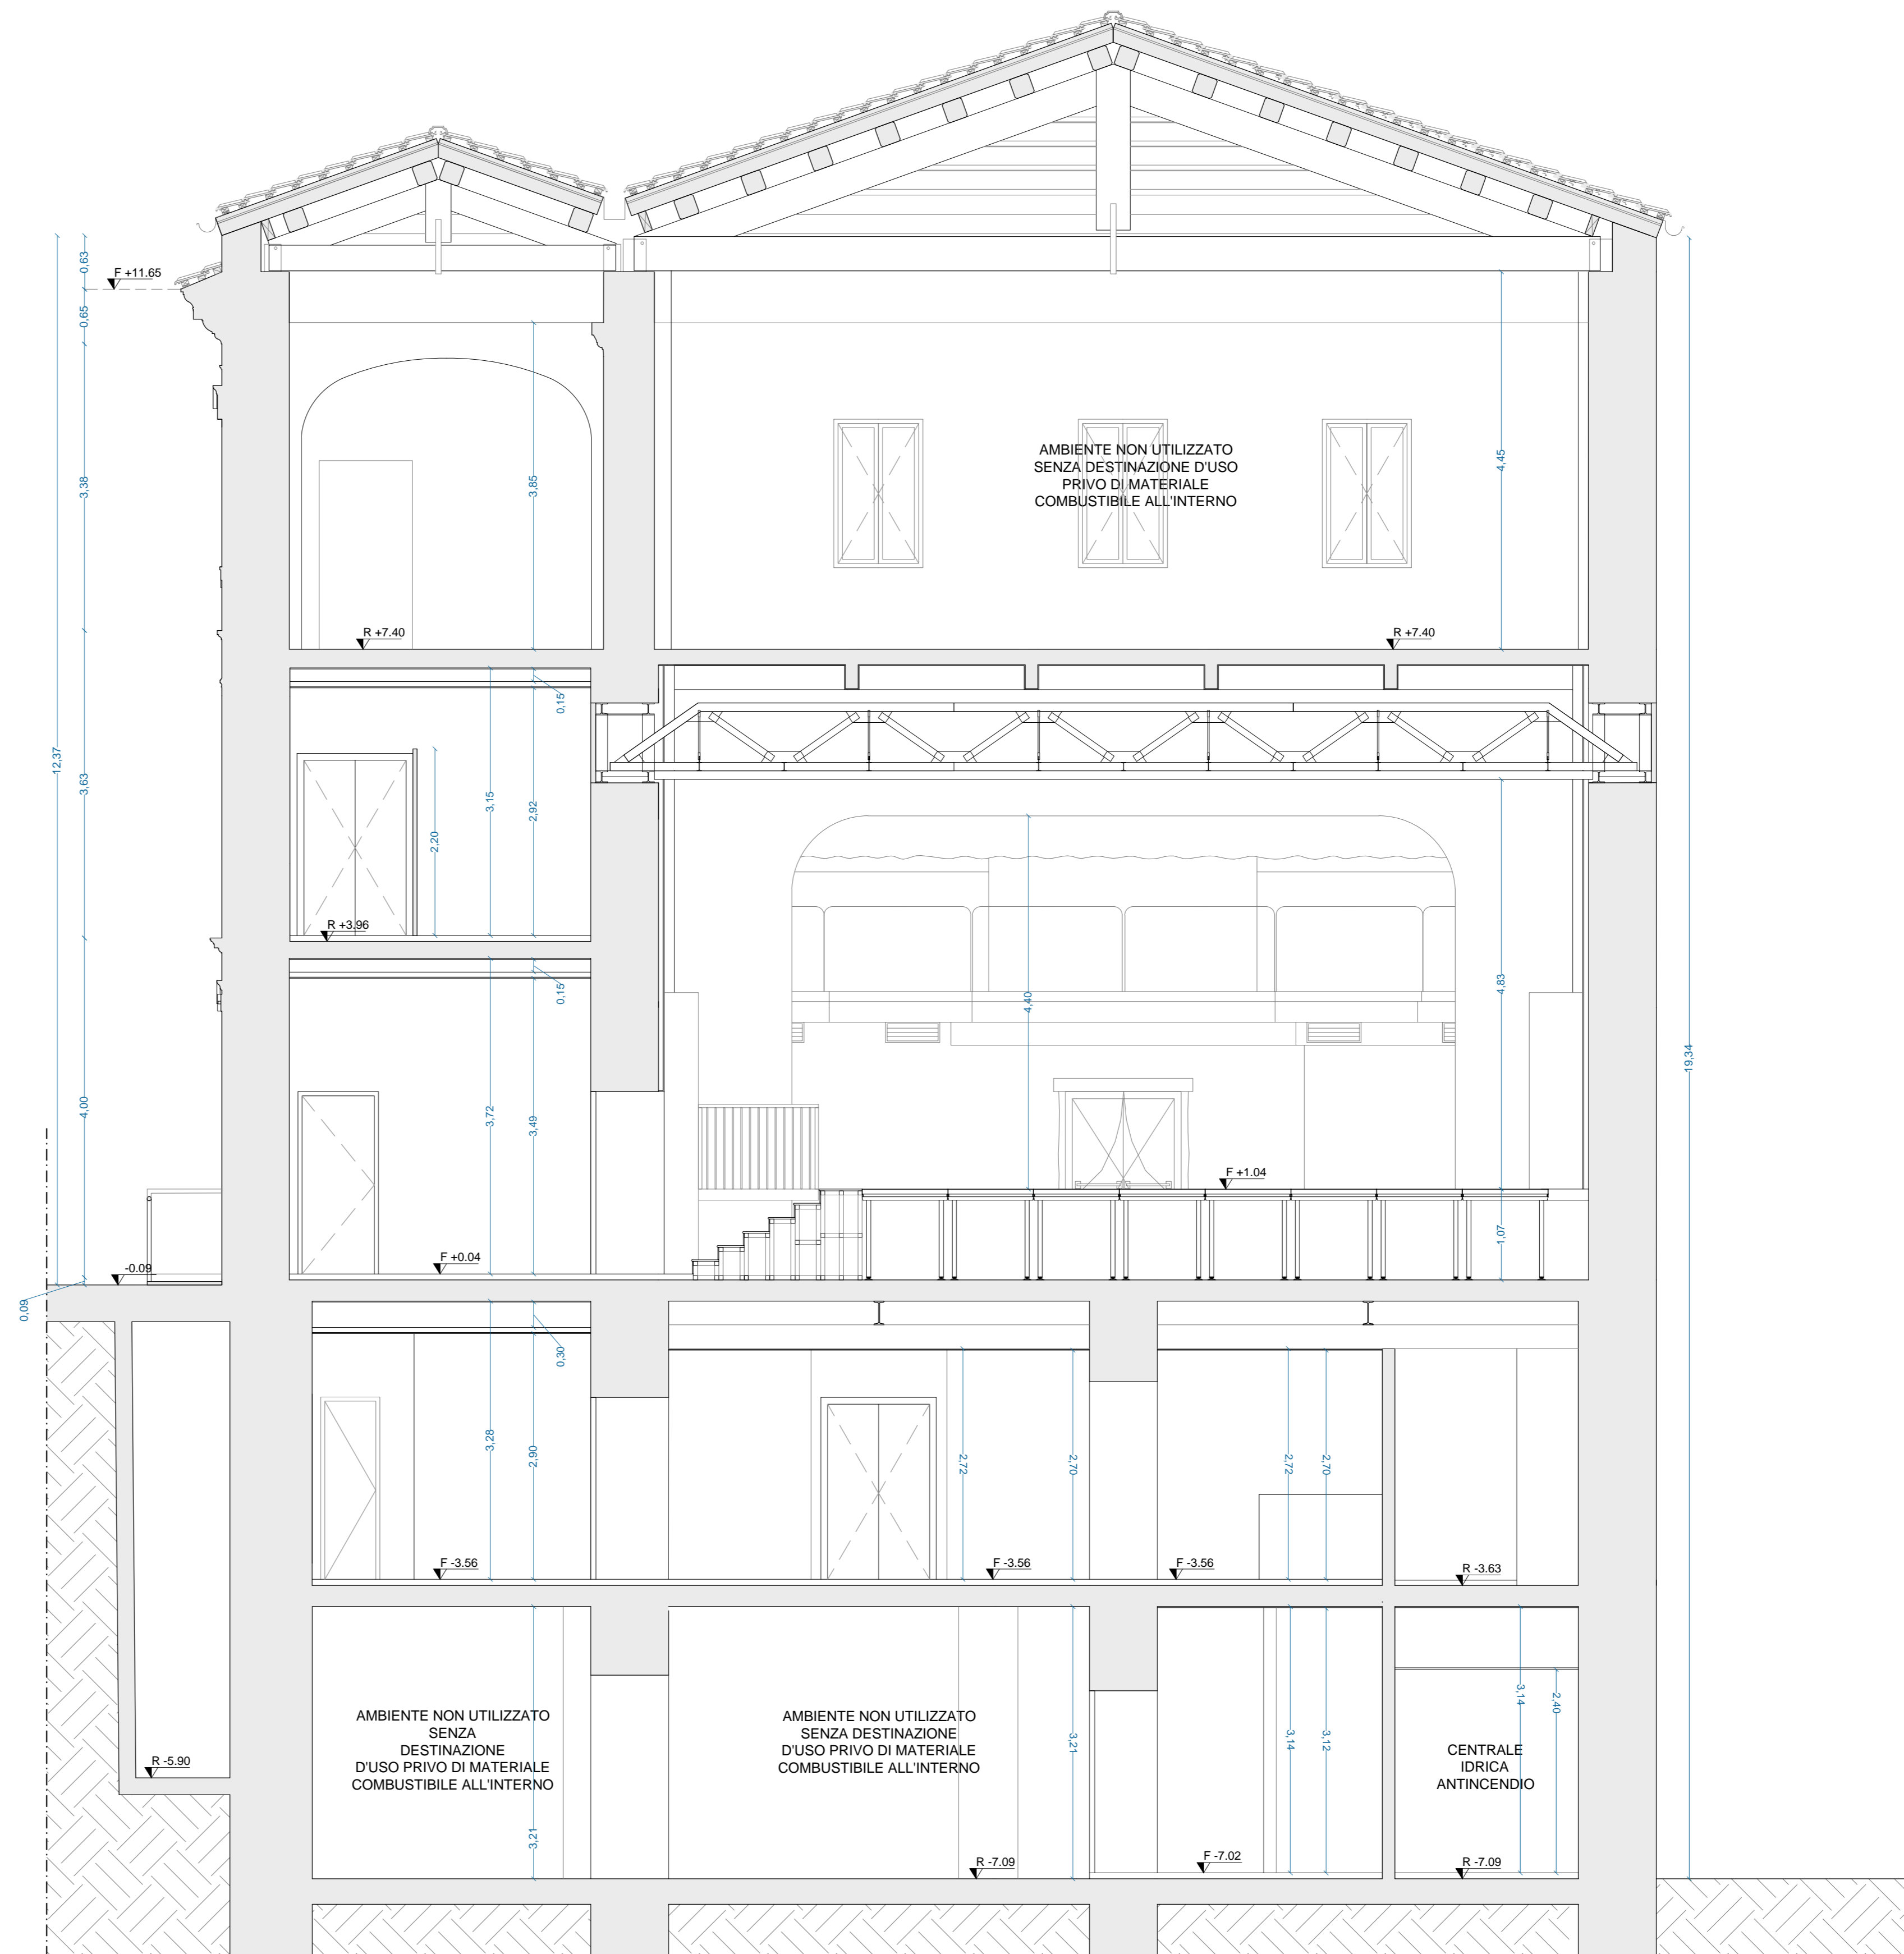 0,63
F +11.65
0,65
3,38
3,85
AMBIENTE NON UTILIZZATO
SENZA DESTINAZIONE D'USO
PRIVO DI MATERIALE
COMBUSTIBILE ALL'INTERNO
4,45
R +7.40
R +7.40
0,15
12,37
3,63
2,20
3,15
2,92
R +3.96
0,15
4,40
4,83
19,34
4,00
3,72
3,49
F +1.04
1,07
F +0.04
-0.09
0,09
0,30
3,28
2,90
2,72
2,70
2,72
2,70
F -3.56
F -3.56
F -3.56
R -3.63
AMBIENTE NON UTILIZZATO
SENZA
DESTINAZIONE
D'USO PRIVO DI MATERIALE
COMBUSTIBILE ALL'INTERNO
AMBIENTE NON UTILIZZATO
SENZA DESTINAZIONE
D'USO PRIVO DI MATERIALE
COMBUSTIBILE ALL'INTERNO
3,21
3,14
3,12
3,14
2,40
CENTRALE
IDRICA
ANTINCENDIO
R -5.90
3,21
R -7.09
F -7.02
R -7.09